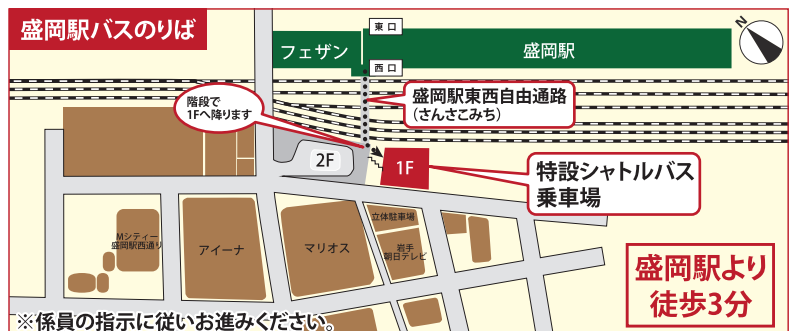 盛岡駅バスのりば
東口
フェザン
盛岡駅
西口
N
階段で
1Fへ降ります
盛岡駅東西自由通路
(さんさこみち)
2F
1F
特設シャトルバス
乗車場
Mシティー
盛岡駅西通り
アイーナ
マリオス
立体駐車場
岩手
朝日テレビ
盛岡駅より
徒歩3分
※係員の指示に従いお進みください。